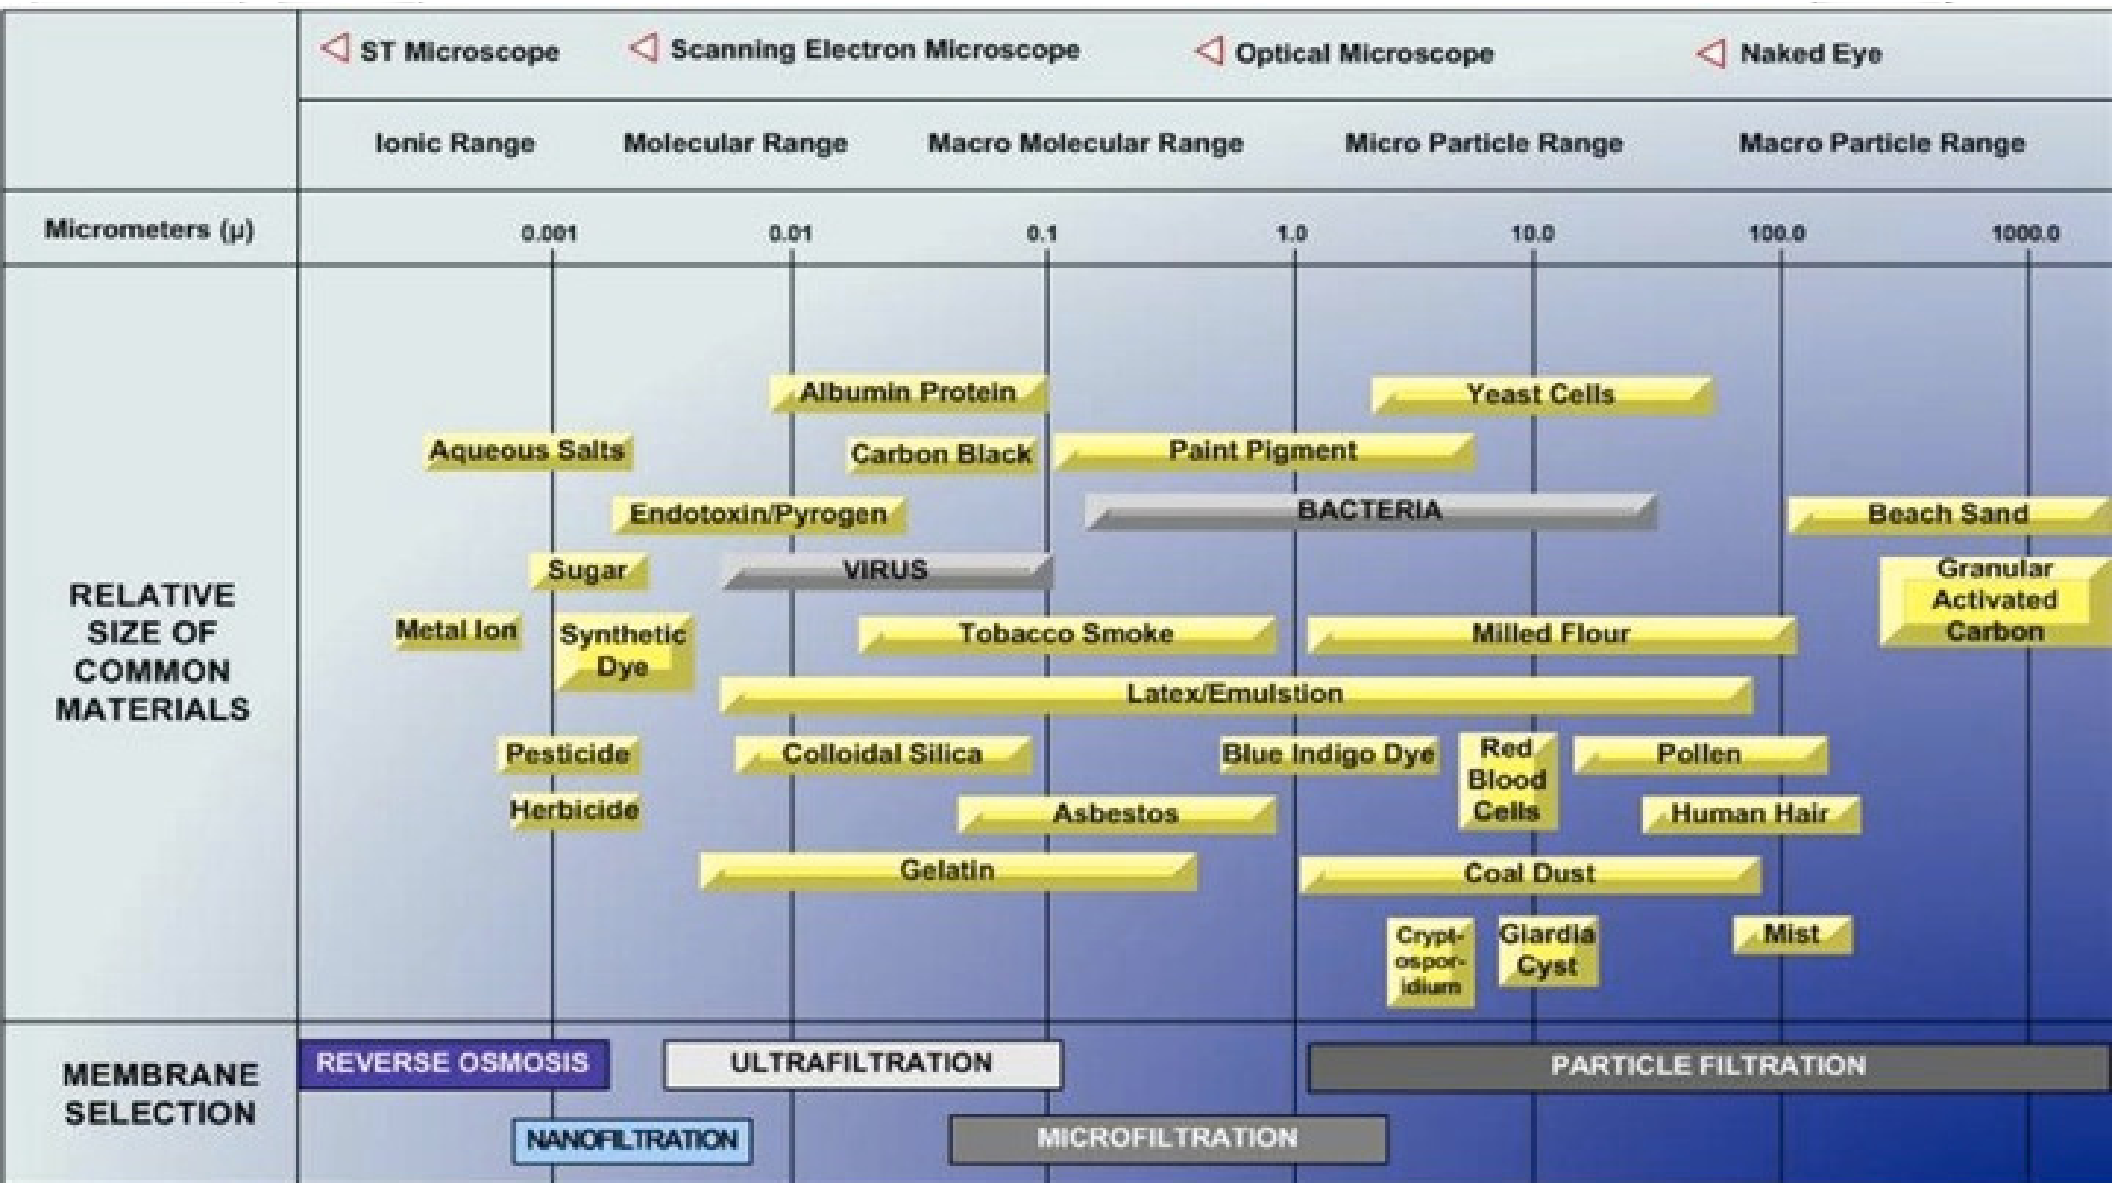 ST Microscope
Scanning Electron Microscope
Optical Microscope
Naked Eye
Ionic Range
Molecular Range
Macro Molecular Range
Micro Particle Range
Macro Particle Range
Micrometers (µ)
0.001
0.01
0.1
1.0
10.0
100.0
1000.0
RELATIVE
SIZE OF
COMMON
MATERIALS
Albumin Protein
Yeast Cells
Aqueous Salts
Carbon Black
Paint Pigment
Endotoxin/Pyrogen
BACTERIA
Beach Sand
Sugar
VIRUS
Granular
Activated
Carbon
Metal Ion
Synthetic
Dye
Tobacco Smoke
Milled Flour
Latex/Emulstion
Pesticide
Colloidal Silica
Blue Indigo Dye
Red
Blood
Cells
Pollen
Herbicide
Asbestos
Human Hair
Gelatin
Coal Dust
Crypt-
ospor-
idium
Giardia
Cyst
Mist
MEMBRANE
SELECTION
REVERSE OSMOSIS
ULTRAFILTRATION
PARTICLE FILTRATION
NANOFILTRATION
MICROFILTRATION